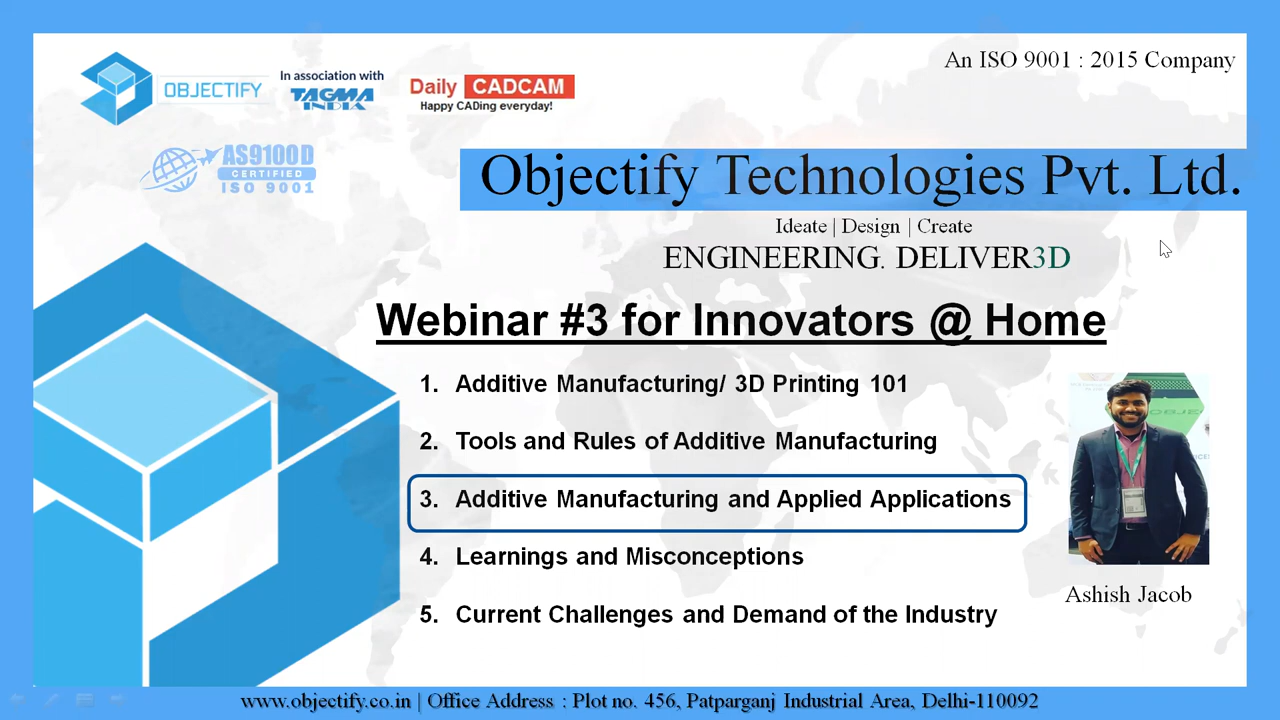 An ISO 9001 : 2015 Company
OBJECTIFY
In association with
TAGMA
INDIA
Daily CADCAM
Happy CADing everyday!
AS9100D
CERTIFIED
ISO 9001
Objectify Technologies Pvt. Ltd.
Ideate | Design | Create
ENGINEERING. DELIVER3D
Webinar #3 for Innovators @ Home
1. Additive Manufacturing/ 3D Printing 101
2. Tools and Rules of Additive Manufacturing
3. Additive Manufacturing and Applied Applications
4. Learnings and Misconceptions
5. Current Challenges and Demand of the Industry
Ashish Jacob
www.objectify.co.in | Office Address : Plot no. 456, Patparganj Industrial Area, Delhi-110092